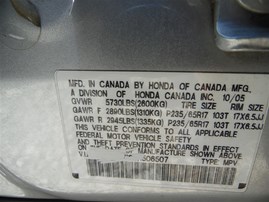 MFD. IN CANADA BY HONDA OF CANADA MFG.,
A DIVISION OF HONDA CANADA INC. 10/05
GVWR 5730LBS(2600KG) TYPE SIZE RIM SIZE
GAWR F 2890LBS(1310KG) P235/65R17 103T 17X6.5JJ
GAWR R 2945LBS(1335KG) P235/65R17 103T 17X6.5JJ
THIS VEHICLE CONFORMS TO ALL APPLICABLE
FEDERAL MOTOR VEHICLE SAFETY
AND THEFT PREVENTION STANDARDS IN EFFECT
MANUFACTURE SHOWN ABOVE.
506507 TYPE: MPV